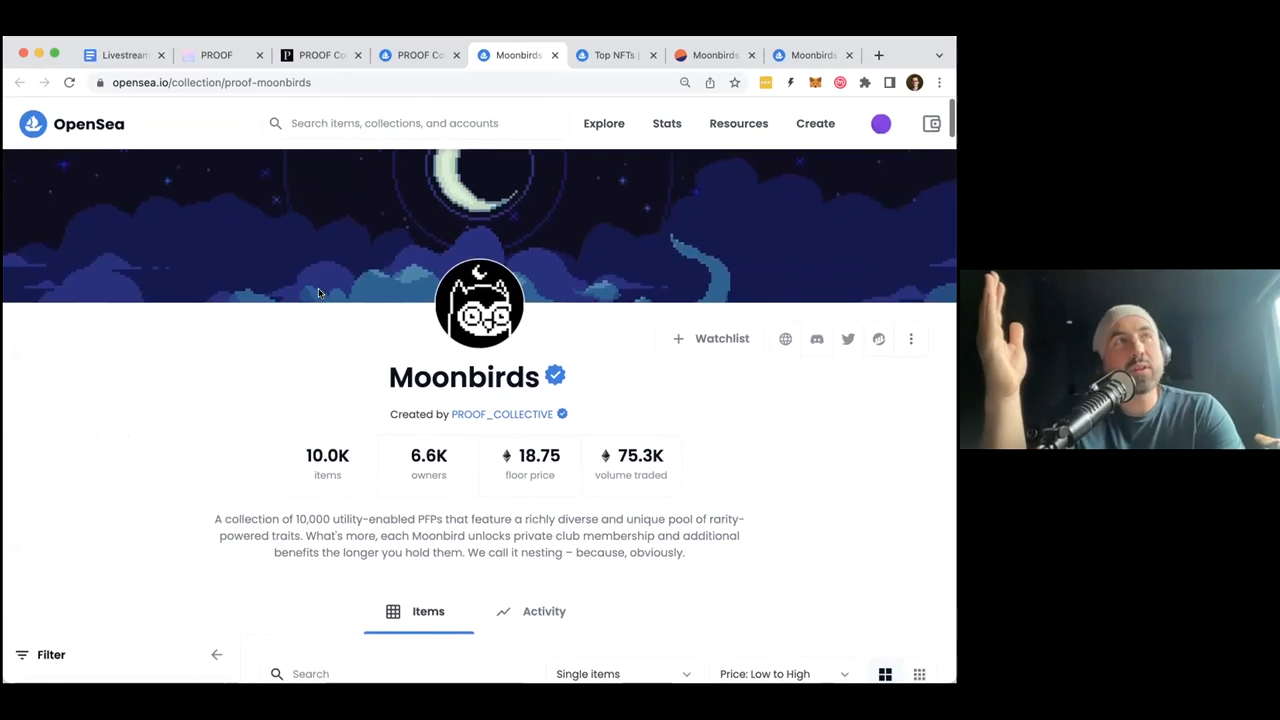 Livestream
PROOF
PROOF Co
PROOF Co
Moonbirds
Top NFTs
Moonbirds
Moonbirds
opensea.io/collection/proof-moonbirds
OpenSea
Search items, collections, and accounts
Explore
Stats
Resources
Create
Watchlist
Moonbirds
Created by PROOF_COLLECTIVE
10.0K
6.6K
18.75
75.3K
items
owners
floor price
volume traded
A collection of 10,000 utility-enabled PFPs that feature a richly diverse and unique pool of rarity-
powered traits. What's more, each Moonbird unlocks private club membership and additional
benefits the longer you hold them. We call it nesting – because, obviously.
Items
Activity
Filter
Search
Single items
Price: Low to High